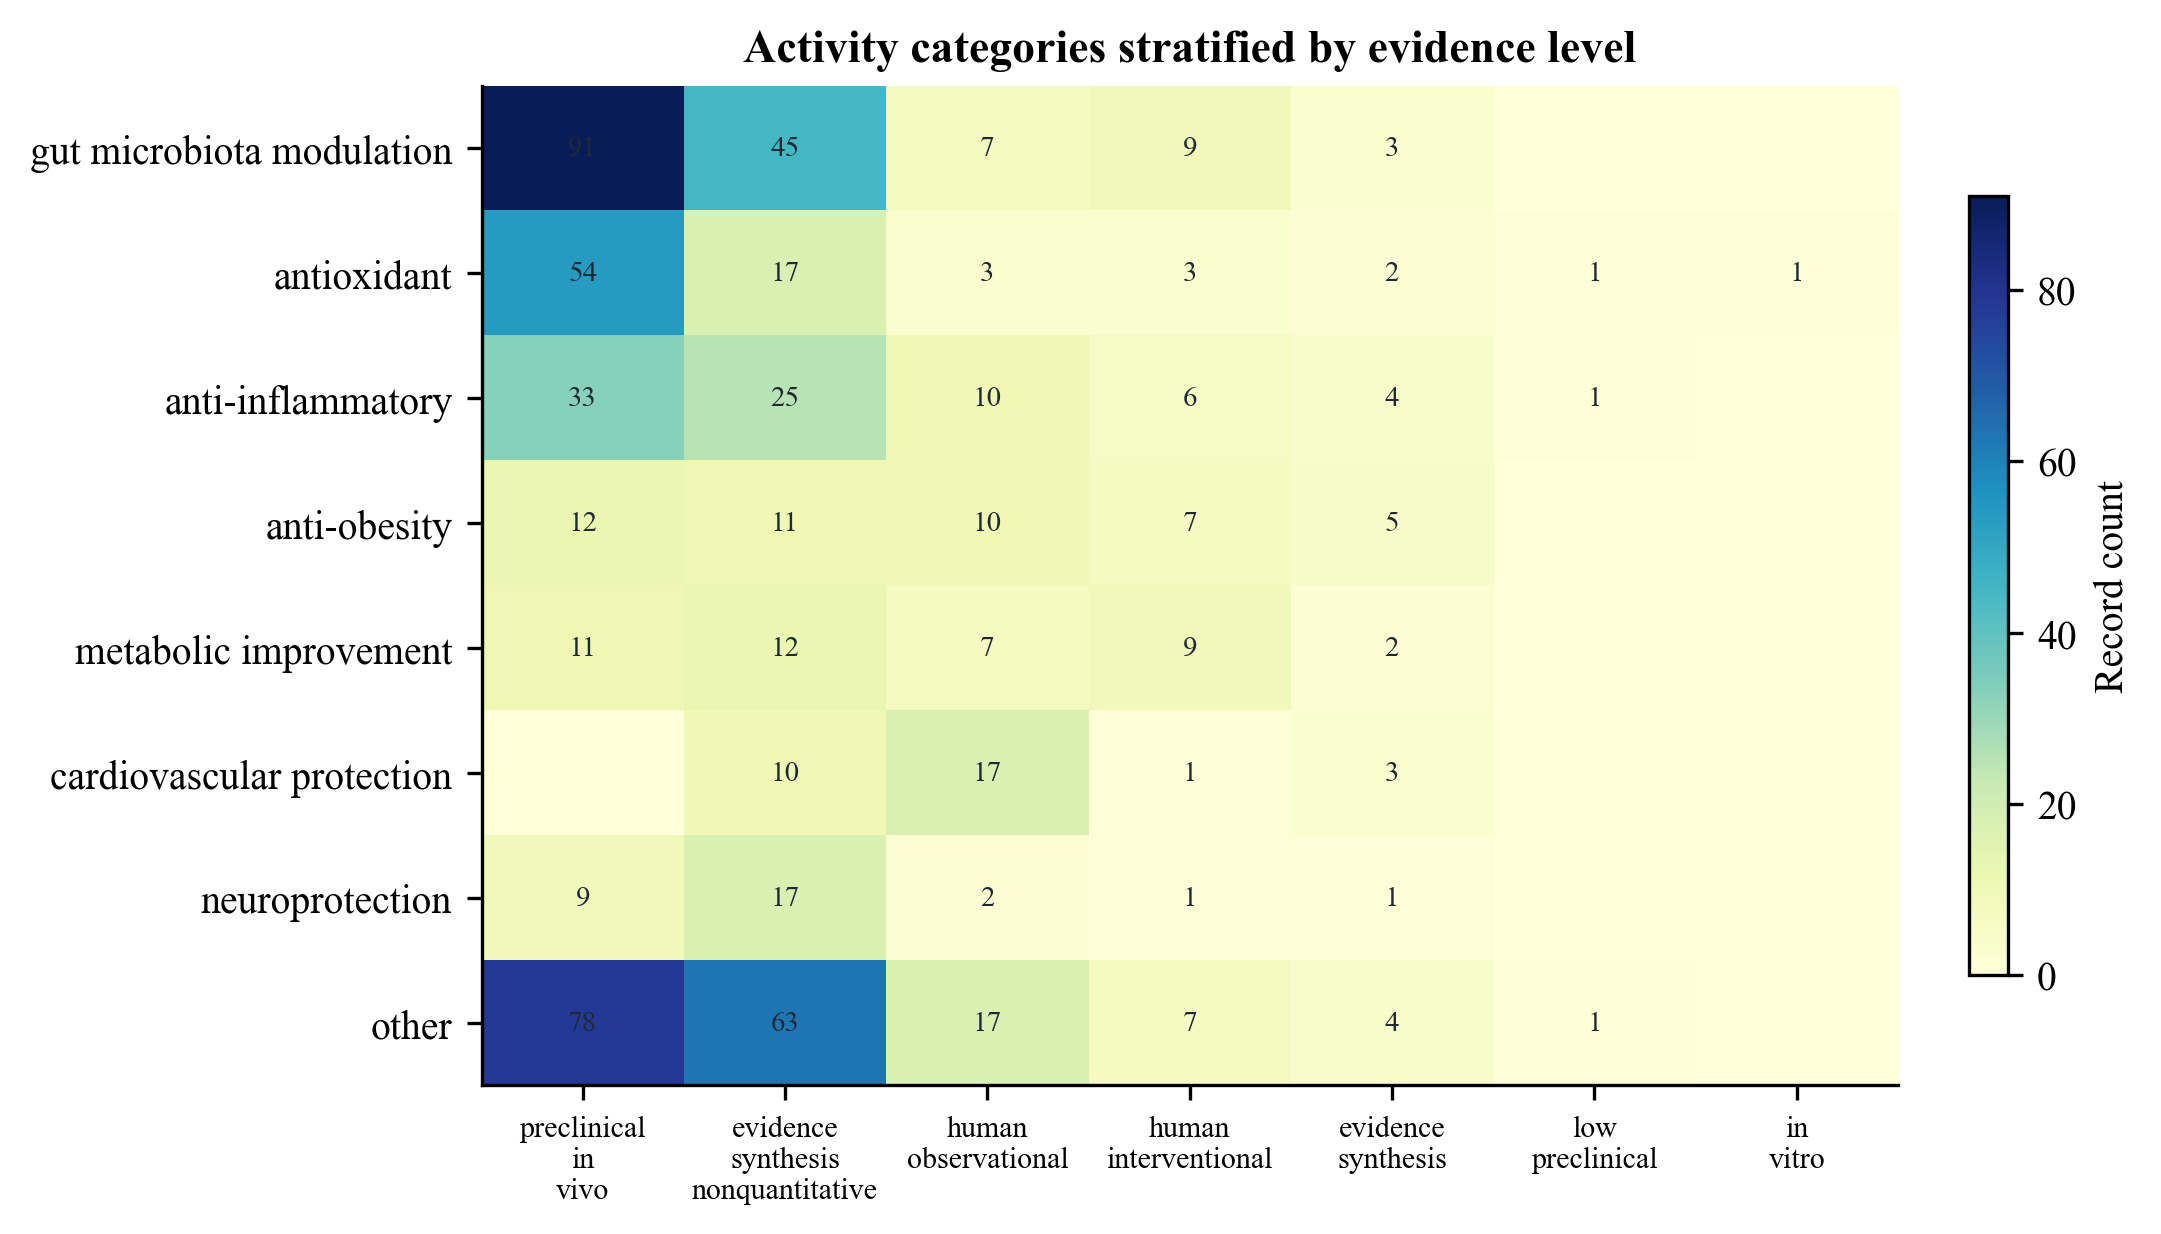 Activity categories stratified by evidence level
gut microbiota modulation 91 45 7 9 3
antioxidant 54 17 3 3 2 1 1
anti-inflammatory 33 25 10 6 4 1
anti-obesity 12 11 10 7 5
metabolic improvement 11 12 7 9 2
cardiovascular protection 10 17 1 3
neuroprotection 9 17 2 1 1
other 78 63 17 7 4 1
preclinical
in
vivo
evidence
synthesis
nonquantitative
human
observational
human
interventional
evidence
synthesis
low
preclinical
in
vitro
80
60
40
20
0
Record count